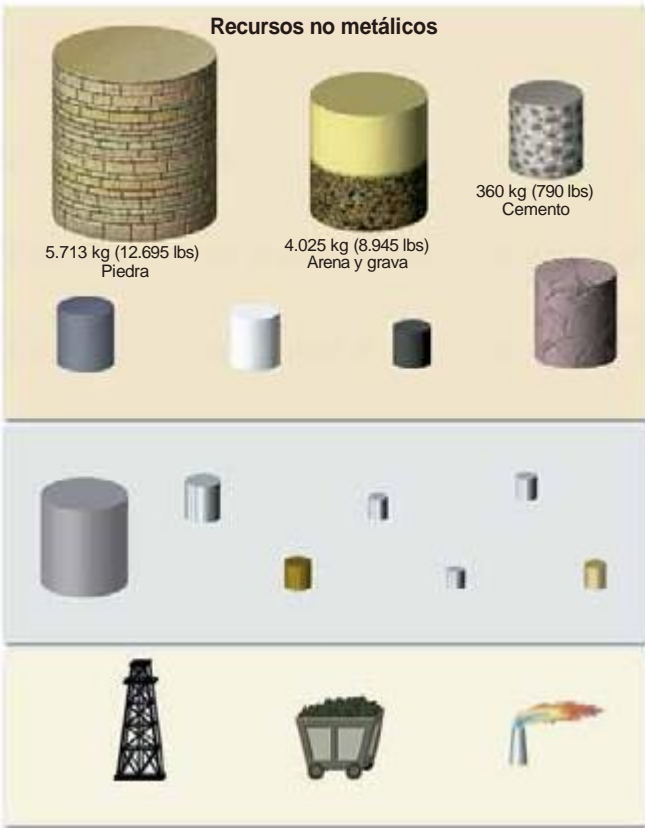 Recursos no metálicos
5.713 kg (12.695 lbs)
Piedra
4.025 kg (8.945 lbs)
Arena y grava
360 kg (790 lbs)
Cemento